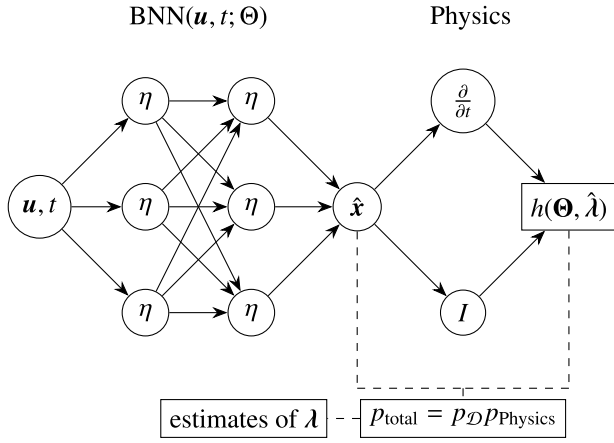 BNN(𝒖, t; Θ) Physics
η η ∂/∂t
𝒖, t η η 𝒙̂ h(𝚯, 𝝀̂)
η η I
estimates of 𝝀 p_total = p_𝒟 p_Physics